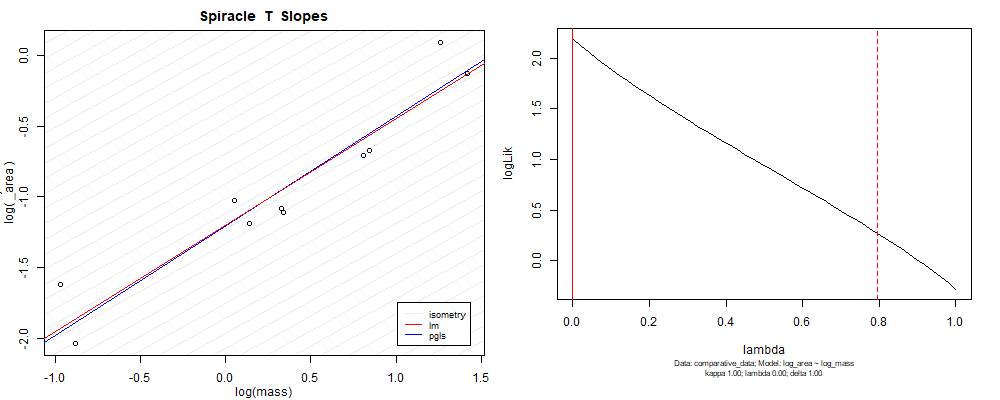 Spiracle T Slopes
log(_area)
0.0
-0.5
-1.0
-1.5
-2.0
-1.0 -0.5 0.0 0.5 1.0 1.5
log(mass)
isometry
lm
pgls
logLik
2.0
1.5
1.0
0.5
0.0
0.0 0.2 0.4 0.6 0.8 1.0
lambda
Data: comparative_data; Model: log_area ~ log_mass
kappa 1.00; lambda 0.00; delta 1.00